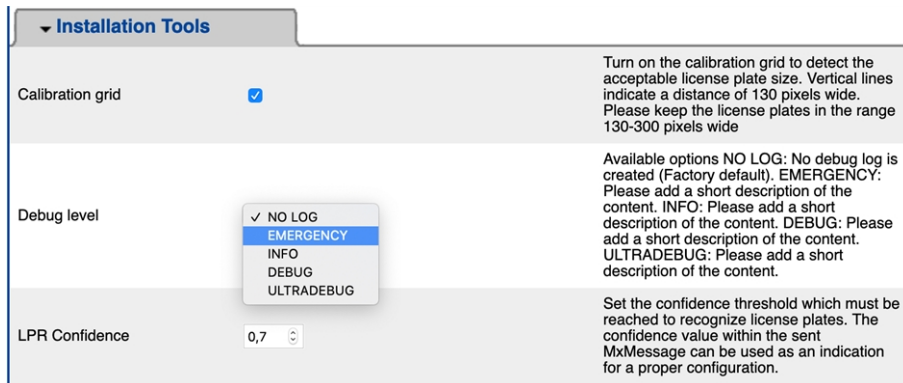 Installation Tools
Calibration grid
Turn on the calibration grid to detect the
acceptable license plate size. Vertical lines
indicate a distance of 130 pixels wide.
Please keep the license plates in the range
130-300 pixels wide
Debug level
✓ NO LOG
EMERGENCY
INFO
DEBUG
ULTRADEBUG
Available options NO LOG: No debug log is
created (Factory default). EMERGENCY:
Please add a short description of the
content. INFO: Please add a short
description of the content. DEBUG: Please
add a short description of the content.
ULTRADEBUG: Please add a short
description of the content.
LPR Confidence
0,7
Set the confidence threshold which must be
reached to recognize license plates. The
confidence value within the sent
MxMessage can be used as an indication
for a proper configuration.